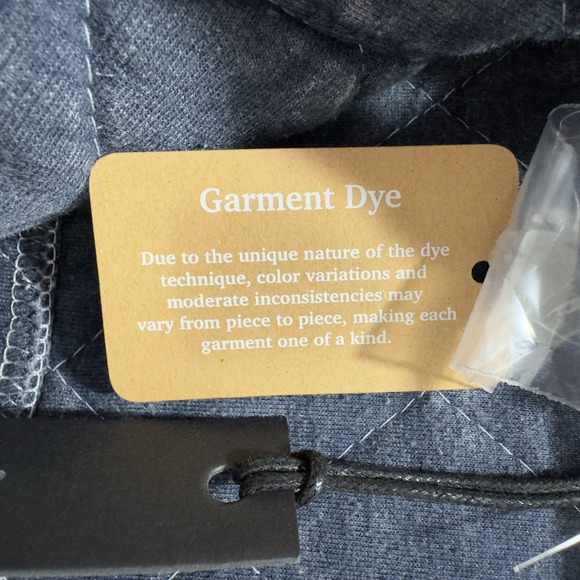 Garment Dye
Due to the unique nature of the dye
technique, color variations and
moderate inconsistencies may
vary from piece to piece, making each
garment one of a kind.